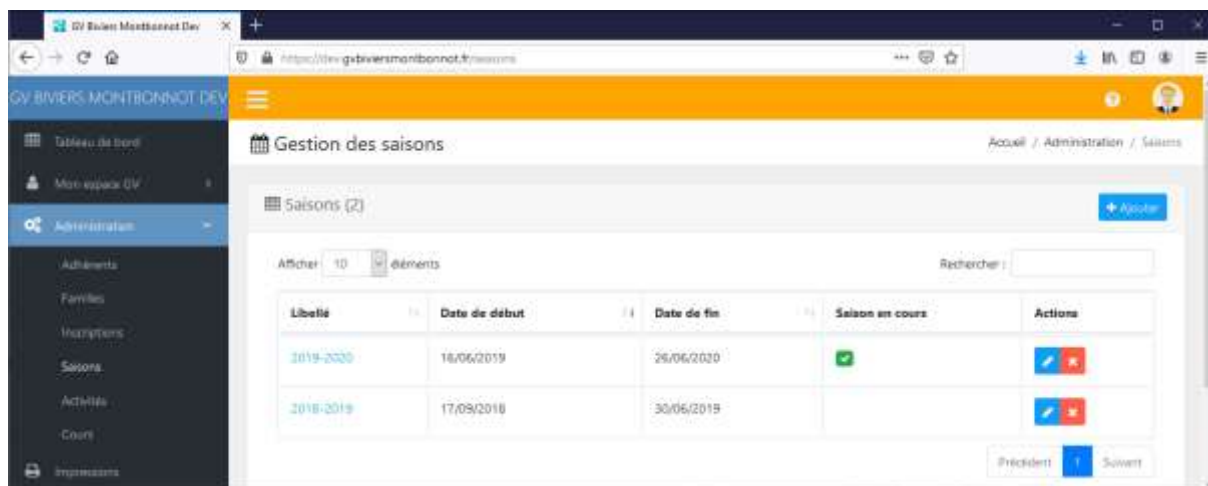 GV Biviers Montbonnot Dev
https://dev.gvbiviersmontbonnot.fr/saisons
GV BIVIERS MONTBONNOT DEV
Tableau de bord
Gestion des saisons
Accueil / Administration / Saisons
Mon espace GV
Saisons (2)
Ajouter
Administration
Adhérents
Afficher 10 éléments
Rechercher :
Familles
Libellé Date de début Date de fin Saison en cours Actions
Inscriptions
2019-2020 16/06/2019 26/06/2020
Saisons
Activités
2018-2019 17/09/2018 30/06/2019
Cours
Précédent 1 Suivant
Impressions